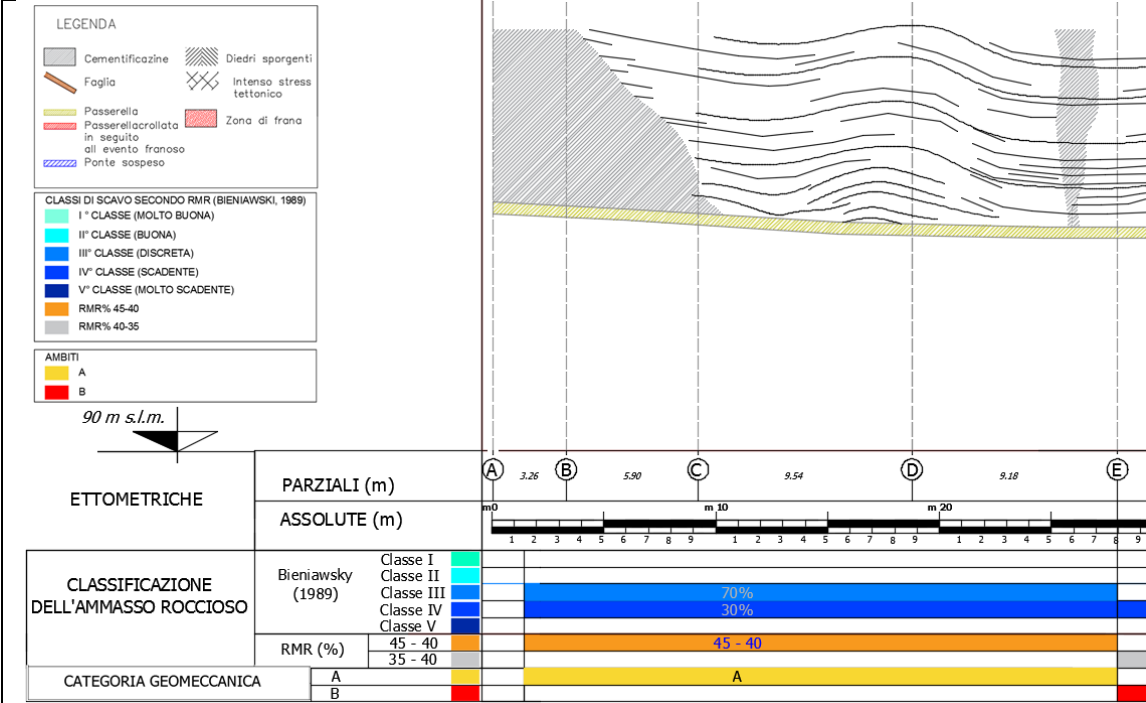 LEGENDA
Cementificazine
Diedri sporgenti
Faglia
Intenso stress
tettonico
Passerella
Passerellacrollata
in seguito
all evento franoso
Zona di frana
Ponte sospeso
CLASSI DI SCAVO SECONDO RMR (BIENIAWSKI, 1989)
I ° CLASSE (MOLTO BUONA)
II° CLASSE (BUONA)
III° CLASSE (DISCRETA)
IV° CLASSE (SCADENTE)
V° CLASSE (MOLTO SCADENTE)
RMR% 45-40
RMR% 40-35
AMBITI
A
B
90 m s.l.m.
ETTOMETRICHE
PARZIALI (m)
A 3.26 B 5.90 C 9.54 D 9.18 E
ASSOLUTE (m)
m0 m 10 m 20
1 2 3 4 5 6 7 8 9 1 2 3 4 5 6 7 8 9 1 2 3 4 5 6 7 8 9
CLASSIFICAZIONE
DELL'AMMASSO ROCCIOSO
Bieniawsky
(1989)
Classe I
Classe II
Classe III 70%
Classe IV 30%
Classe V
RMR (%)
45 - 40 45 - 40
35 - 40
CATEGORIA GEOMECCANICA
A A
B